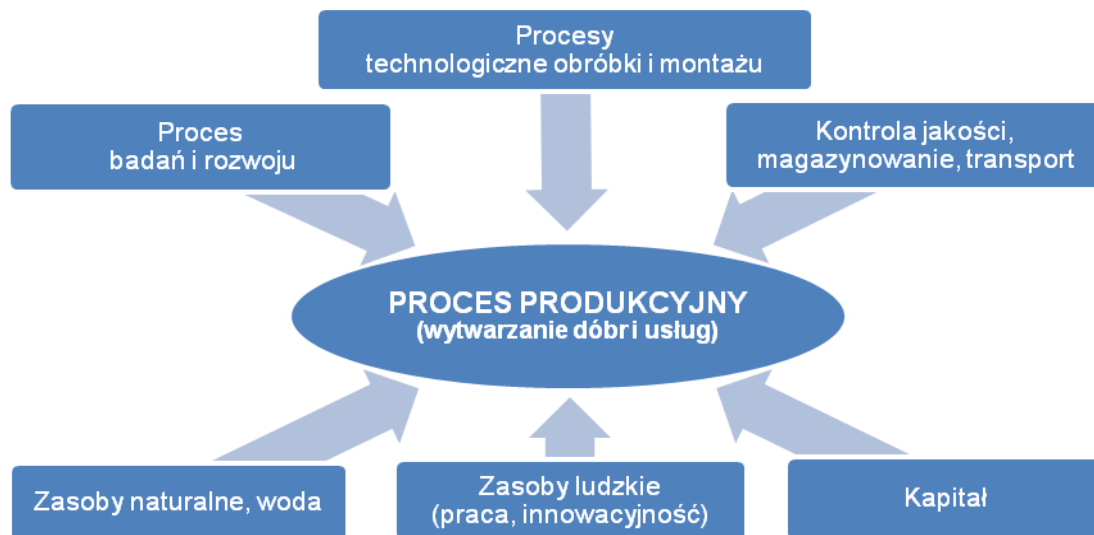 Procesy
technologiczne obróbki i montażu
Proces
badań i rozwoju
Kontrola jakości,
magazynowanie, transport
PROCES PRODUKCYJNY
(wytwarzanie dóbr i usług)
Zasoby naturalne, woda
Zasoby ludzkie
(praca, innowacyjność)
Kapitał